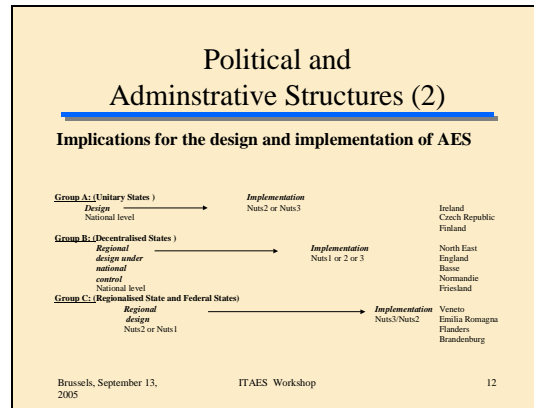 Political and
Adminstrative Structures (2)
Implications for the design and implementation of AES
Group A: (Unitary States )
Design
Implementation
National level
Nuts2 or Nuts3
Ireland
Czech Republic
Finland
Group B: (Decentralised States )
Regional
design under
national
control
National level
Implementation
Nuts1 or 2 or 3
North East
England
Basse
Normandie
Friesland
Group C: (Regionalised State and Federal States)
Regional
design
Nuts2 or Nuts1
Implementation
Nuts3/Nuts2
Veneto
Emilia Romagna
Flanders
Brandenburg
Brussels, September 13,
2005
ITAES Workshop
12